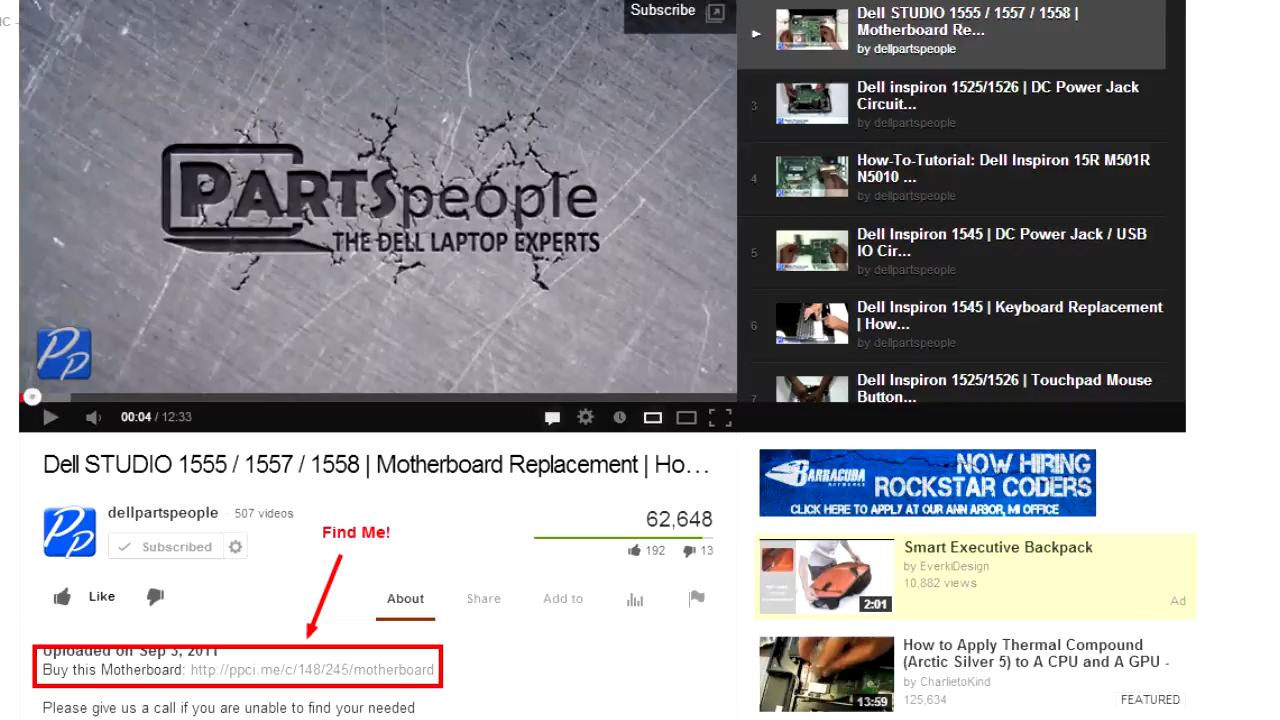 IC -
Subscribe
PARTSpeople
THE DELL LAPTOP EXPERTS
PP
00:04 / 12:33
Dell STUDIO 1555 / 1557 / 1558 |
Motherboard Re...
by dellpartspeople
3
Dell inspiron 1525/1526 | DC Power Jack
Circuit...
by dellpartspeople
4
How-To-Tutorial: Dell Inspiron 15R M501R
N5010 ...
by dellpartspeople
5
Dell Inspiron 1545 | DC Power Jack / USB
IO Cir...
by dellpartspeople
6
Dell Inspiron 1545 | Keyboard Replacement
| How...
by dellpartspeople
7
Dell Inspiron 1525/1526 | Touchpad Mouse
Button...
Dell STUDIO 1555 / 1557 / 1558 | Motherboard Replacement | Ho...
PP
dellpartspeople · 507 videos
Subscribed
Find Me!
62,648
192 13
Like
About Share Add to
Uploaded on Sep 3, 2011
Buy this Motherboard: http://ppci.me/c/148/245/motherboard
Please give us a call if you are unable to find your needed
BARRACUDA
NETWORKS
NOW HIRING
ROCKSTAR CODERS
CLICK HERE TO APPLY AT OUR ANN ARBOR, MI OFFICE
2:01
Smart Executive Backpack
by EverkiDesign
10,882 views
Ad
13:59
How to Apply Thermal Compound
(Arctic Silver 5) to A CPU and A GPU -
by CharlietoKind
125,634
FEATURED